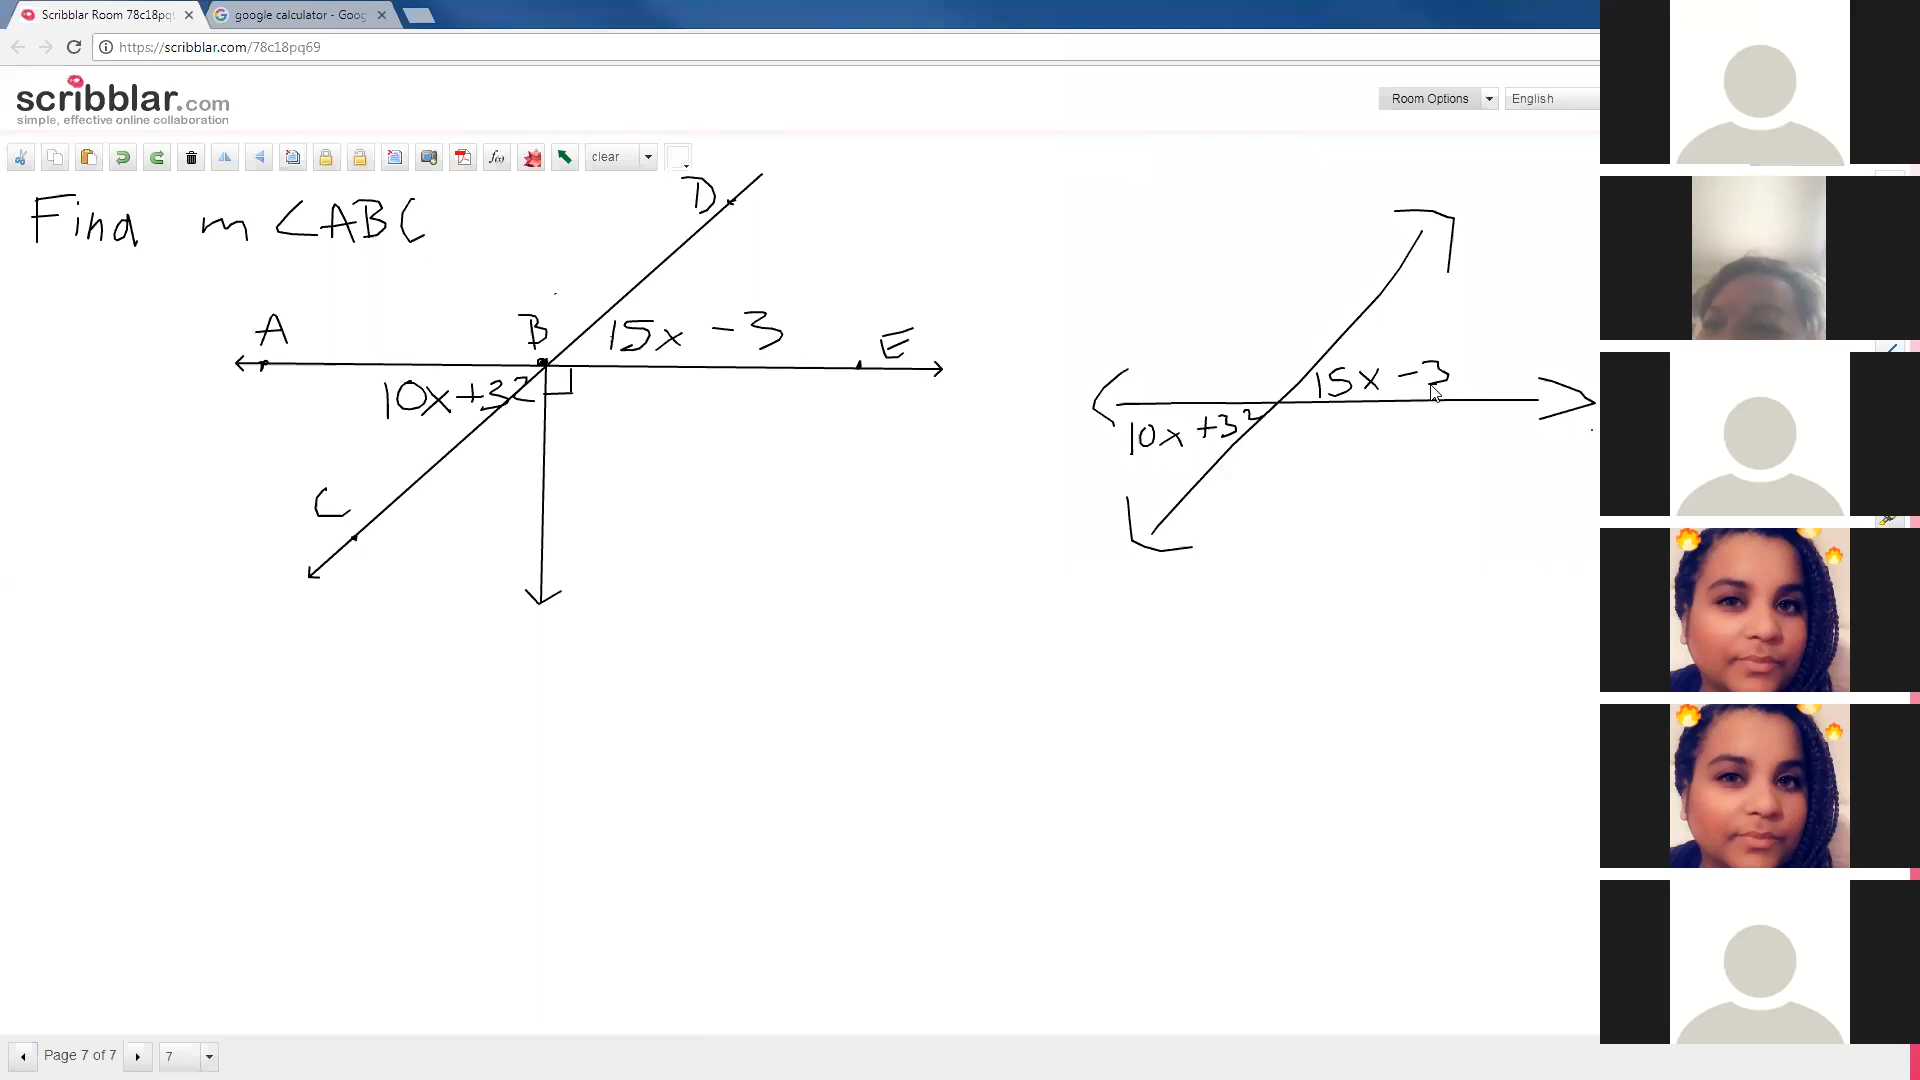 Scribblar Room 78c18pq
google calculator - Goog
https://scribblar.com/78c18pq69
scribblar.com
simple, effective online collaboration
Room Options
English
f(x)
clear
Find m∠ABC
D
A
B
15x - 3
E
10x+32
C
15x - 3
10x + 32
Page 7 of 7
7